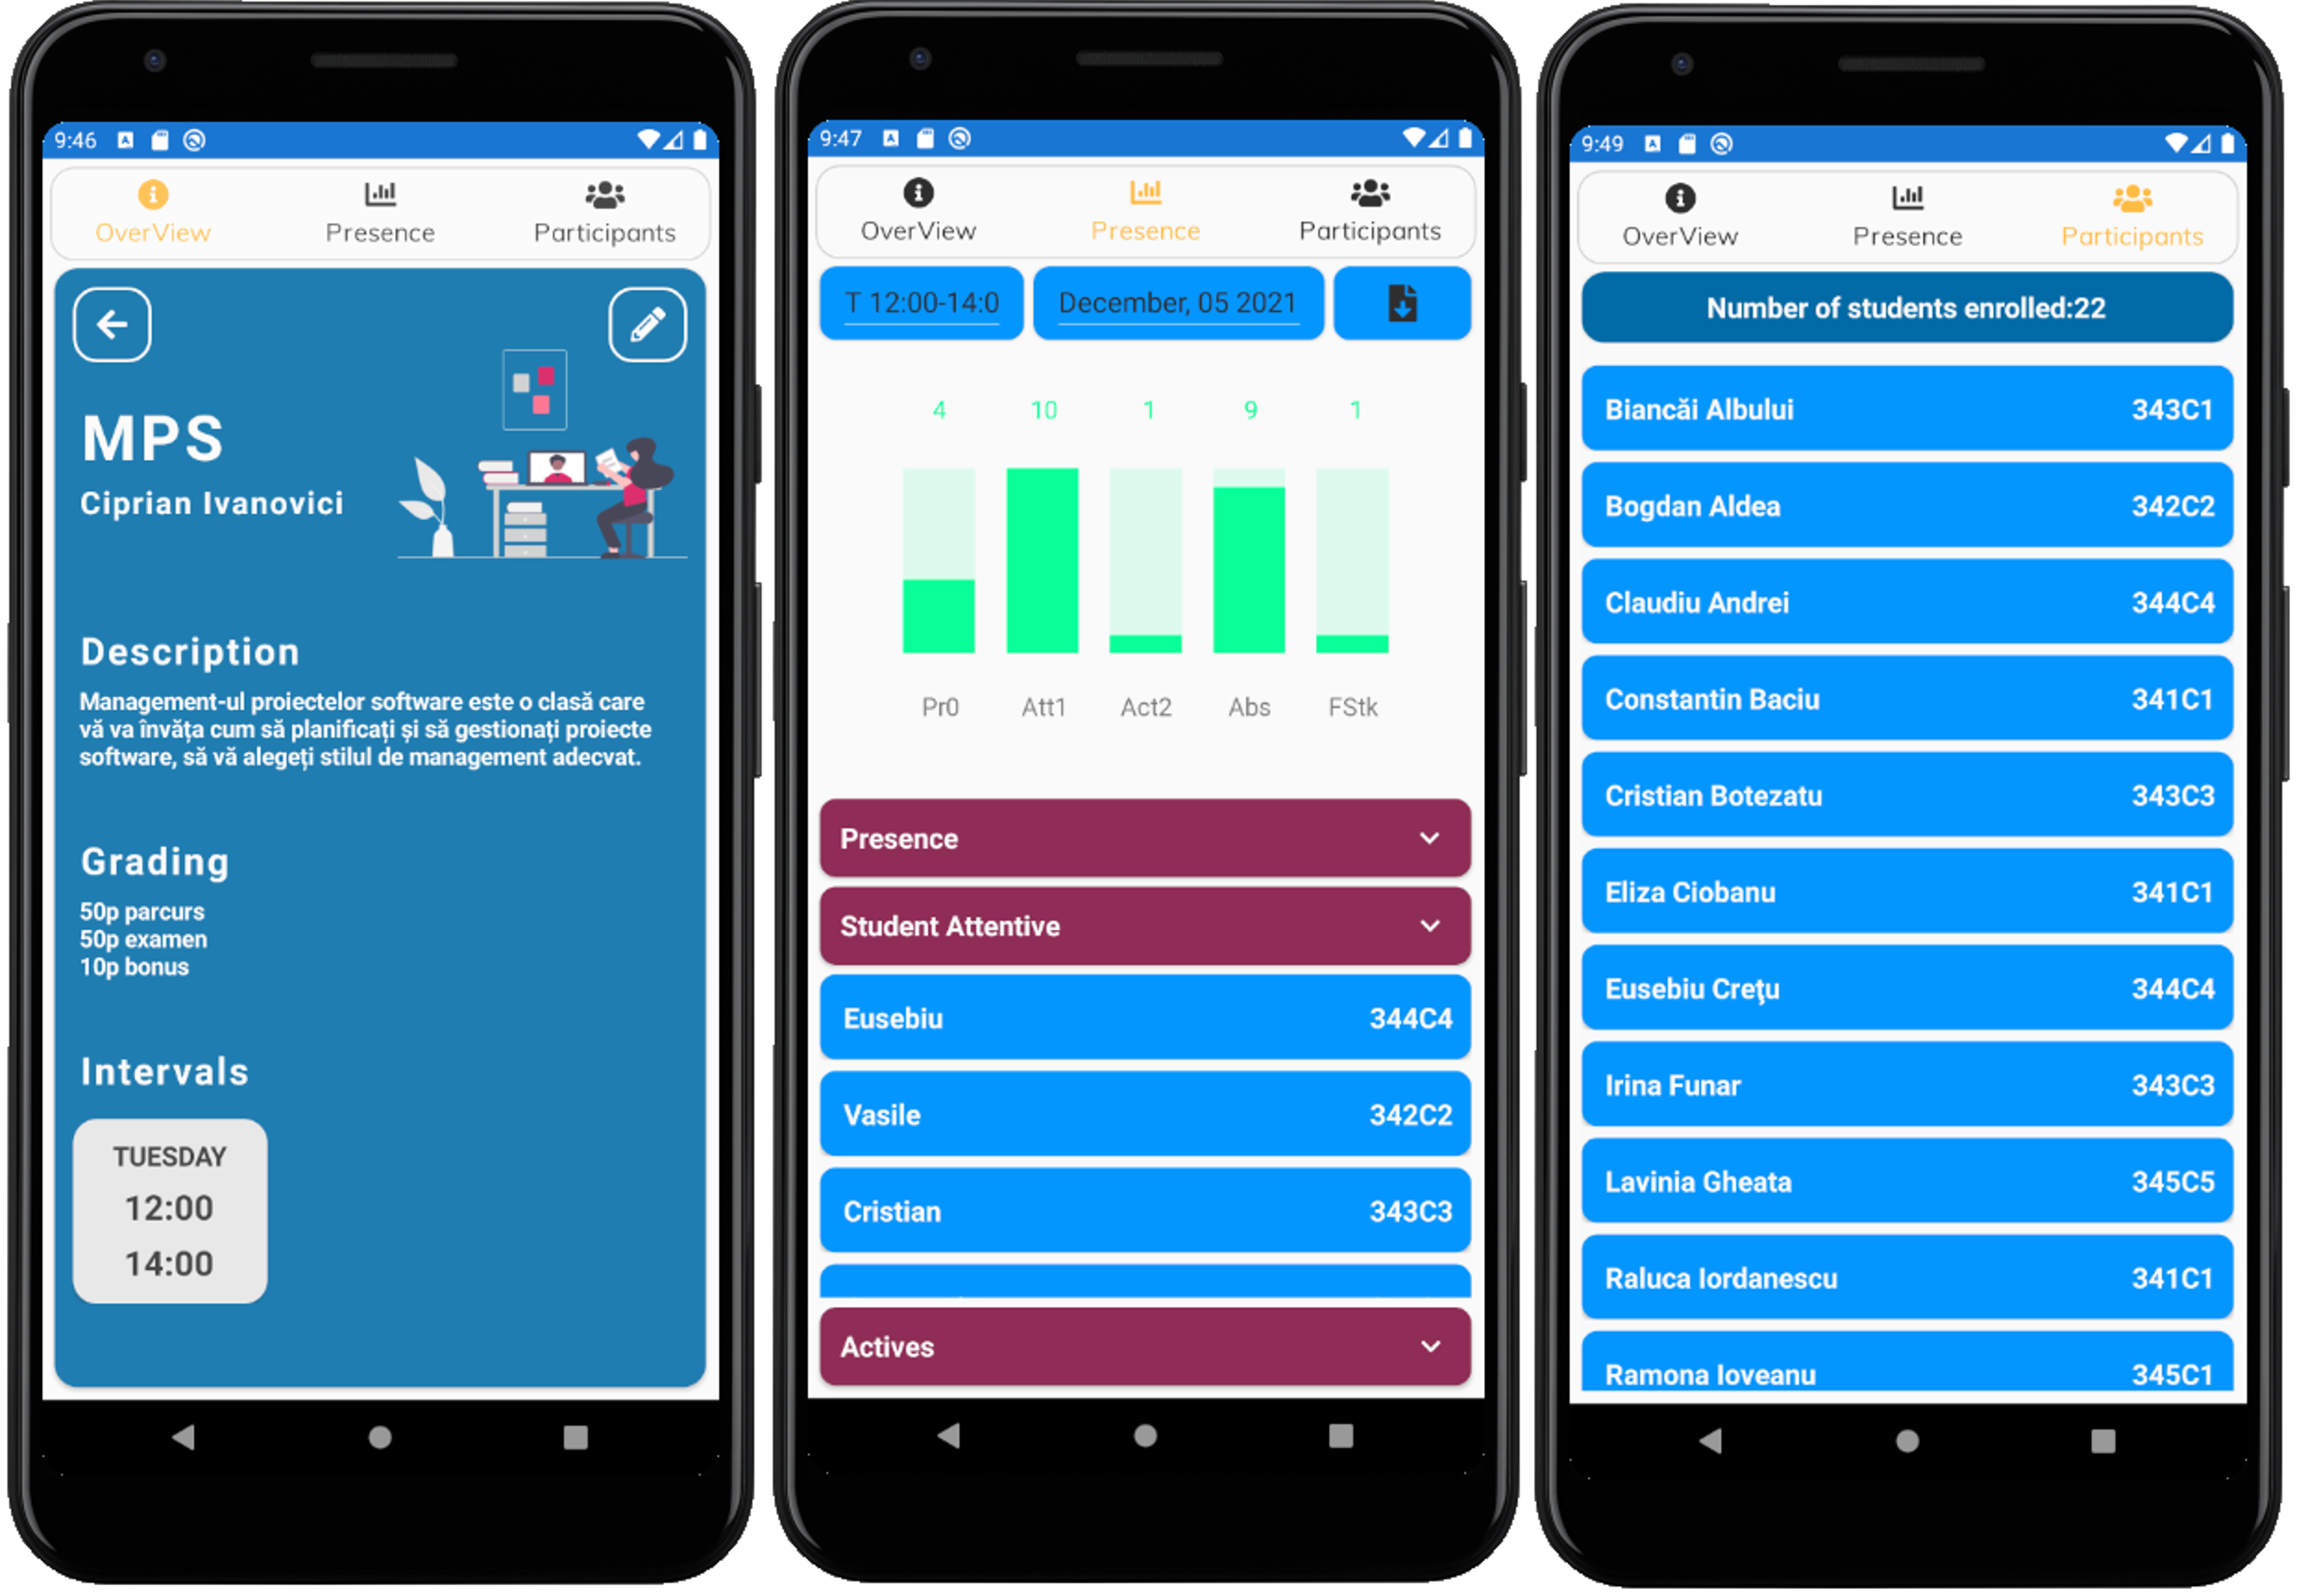 9:46
OverView
Presence
Participants
MPS
Ciprian Ivanovici
Description
Management-ul proiectelor software este o clasă care
vă va învăța cum să planificați și să gestionați proiecte
software, să vă alegeți stilul de management adecvat.
Grading
50p parcurs
50p examen
10p bonus
Intervals
TUESDAY
12:00
14:00
9:47
OverView
Presence
Participants
T 12:00-14:0
December, 05 2021
4 10 1 9 1
Pr0 Att1 Act2 Abs FStk
Presence
Student Attentive
Eusebiu 344C4
Vasile 342C2
Cristian 343C3
Actives
9:49
OverView
Presence
Participants
Number of students enrolled:22
Biancăi Albului 343C1
Bogdan Aldea 342C2
Claudiu Andrei 344C4
Constantin Baciu 341C1
Cristian Botezatu 343C3
Eliza Ciobanu 341C1
Eusebiu Creţu 344C4
Irina Funar 343C3
Lavinia Gheata 345C5
Raluca Iordanescu 341C1
Ramona Ioveanu 345C1